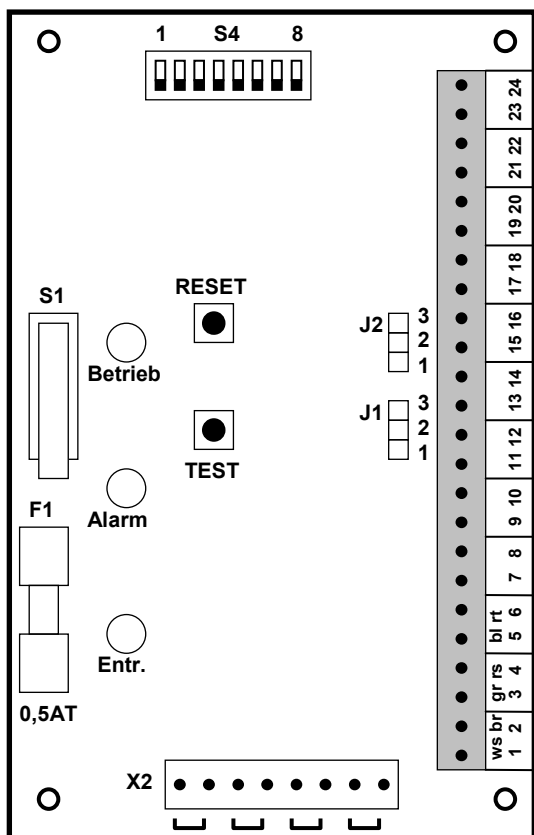 1 S4 8
S1
RESET
Betrieb
TEST
Alarm
F1
Entr.
0,5AT
J2
3
2
1
J1
3
2
1
X2
23 24
21 22
19 20
17 18
15 16
13 14
11 12
9 10
7 8
bl rt
5 6
gr rs
3 4
ws br
1 2